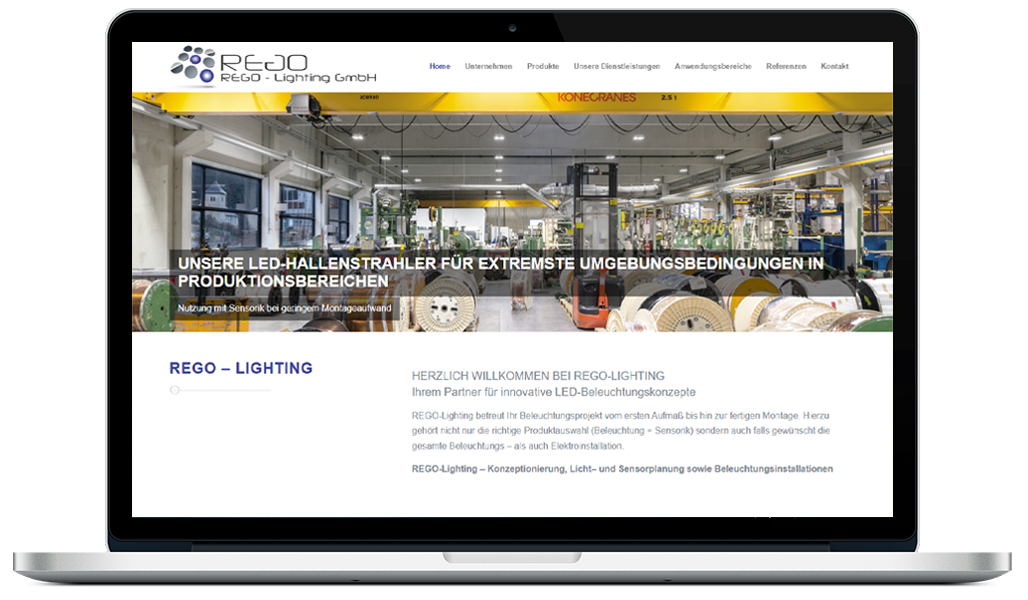 REGO
REGO - Lighting GmbH
Home Unternehmen Produkte Unsere Dienstleistungen Anwendungsbereiche Referenzen Kontakt
KONECRANES 2.5 t
UNSERE LED-HALLENSTRAHLER FÜR EXTREMSTE UMGEBUNGSBEDINGUNGEN IN
PRODUKTIONSBEREICHEN
Nutzung mit Sensorik bei geringem Montageaufwand
REGO – LIGHTING
HERZLICH WILLKOMMEN BEI REGO-LIGHTING
Ihrem Partner für innovative LED-Beleuchtungskonzepte
REGO-Lighting betreut Ihr Beleuchtungsprojekt vom ersten Aufmaß bis hin zur fertigen Montage. Hierzu
gehört nicht nur die richtige Produktauswahl (Beleuchtung + Sensorik) sondern auch falls gewünscht die
gesamte Beleuchtungs – als auch Elektroinstallation.
REGO-Lighting – Konzeptionierung, Licht– und Sensorplanung sowie Beleuchtungsinstallationen